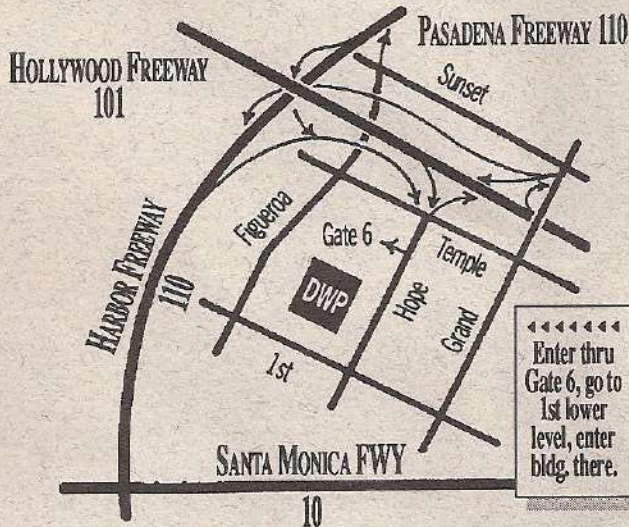 PASADENA FREEWAY 110
HOLLYWOOD FREEWAY
101
Sunset
Figueroa
Gate 6
Temple
HARBOR FREEWAY
110
DWP
Hope
Grand
1st
Enter thru
Gate 6, go to
1st lower
level, enter
bldg. there.
SANTA MONICA FWY
10